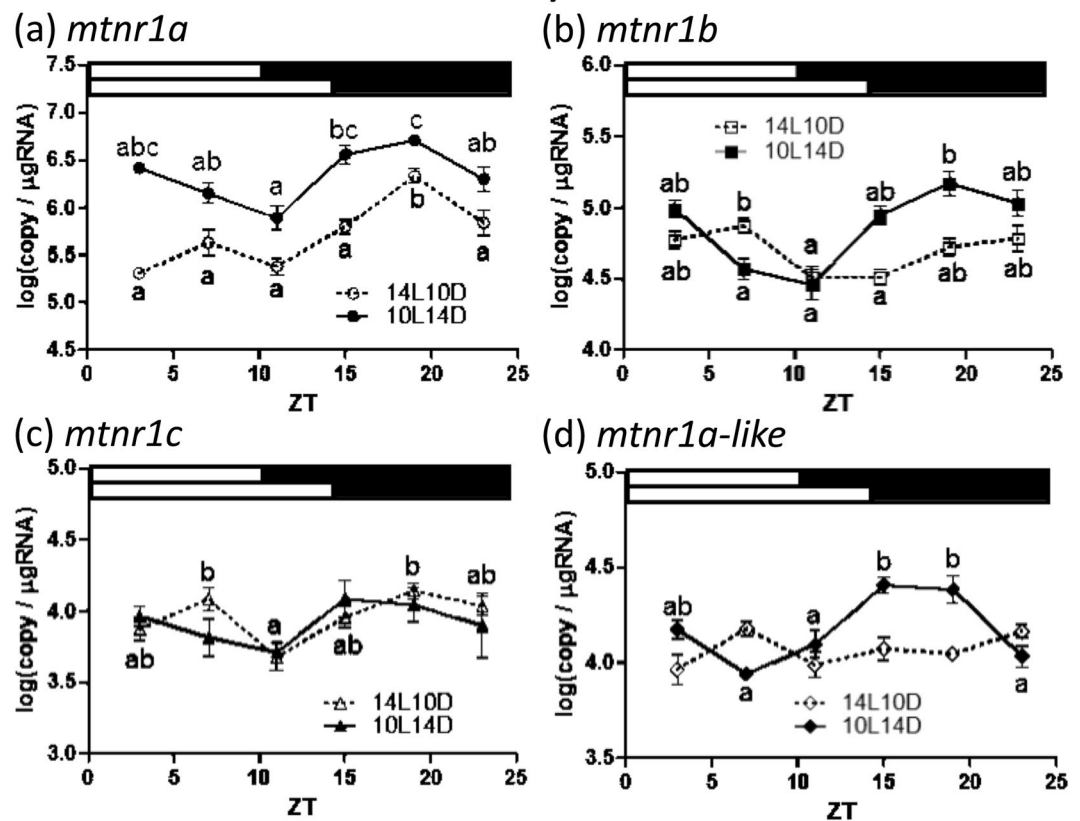 (a) mtnr1a
7.5
7.0
6.5
6.0
5.5
5.0
4.5
log(copy / µgRNA)
abc
ab
a
bc
c
ab
a
a
a
a
b
a
14L10D
10L14D
0
5
10
15
20
25
ZT
(b) mtnr1b
6.0
5.5
5.0
4.5
4.0
log(copy / µgRNA)
14L10D
10L14D
ab
b
a
ab
b
ab
ab
a
a
a
ab
ab
0
5
10
15
20
25
ZT
(c) mtnr1c
5.0
4.5
4.0
3.5
3.0
log(copy / µgRNA)
b
a
b
ab
ab
ab
14L10D
10L14D
0
5
10
15
20
25
ZT
(d) mtnr1a-like
5.0
4.5
4.0
3.5
log(copy / µgRNA)
ab
a
b
b
a
a
14L10D
10L14D
0
5
10
15
20
25
ZT